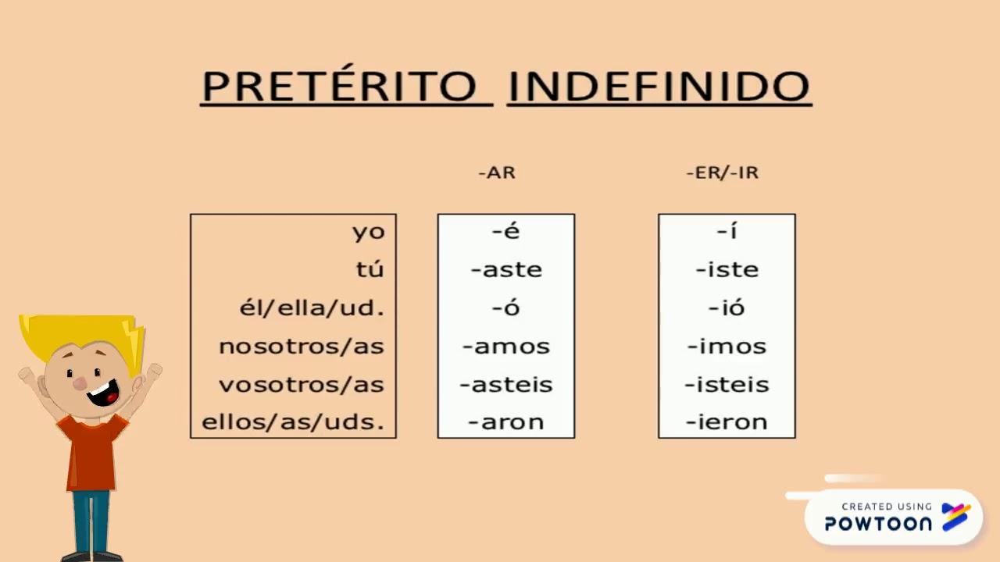 PRETÉRITO INDEFINIDO
-AR -ER/-IR
yo -é -í
tú -aste -iste
él/ella/ud. -ó -ió
nosotros/as -amos -imos
vosotros/as -asteis -isteis
ellos/as/uds. -aron -ieron
CREATED USING
POWTOON